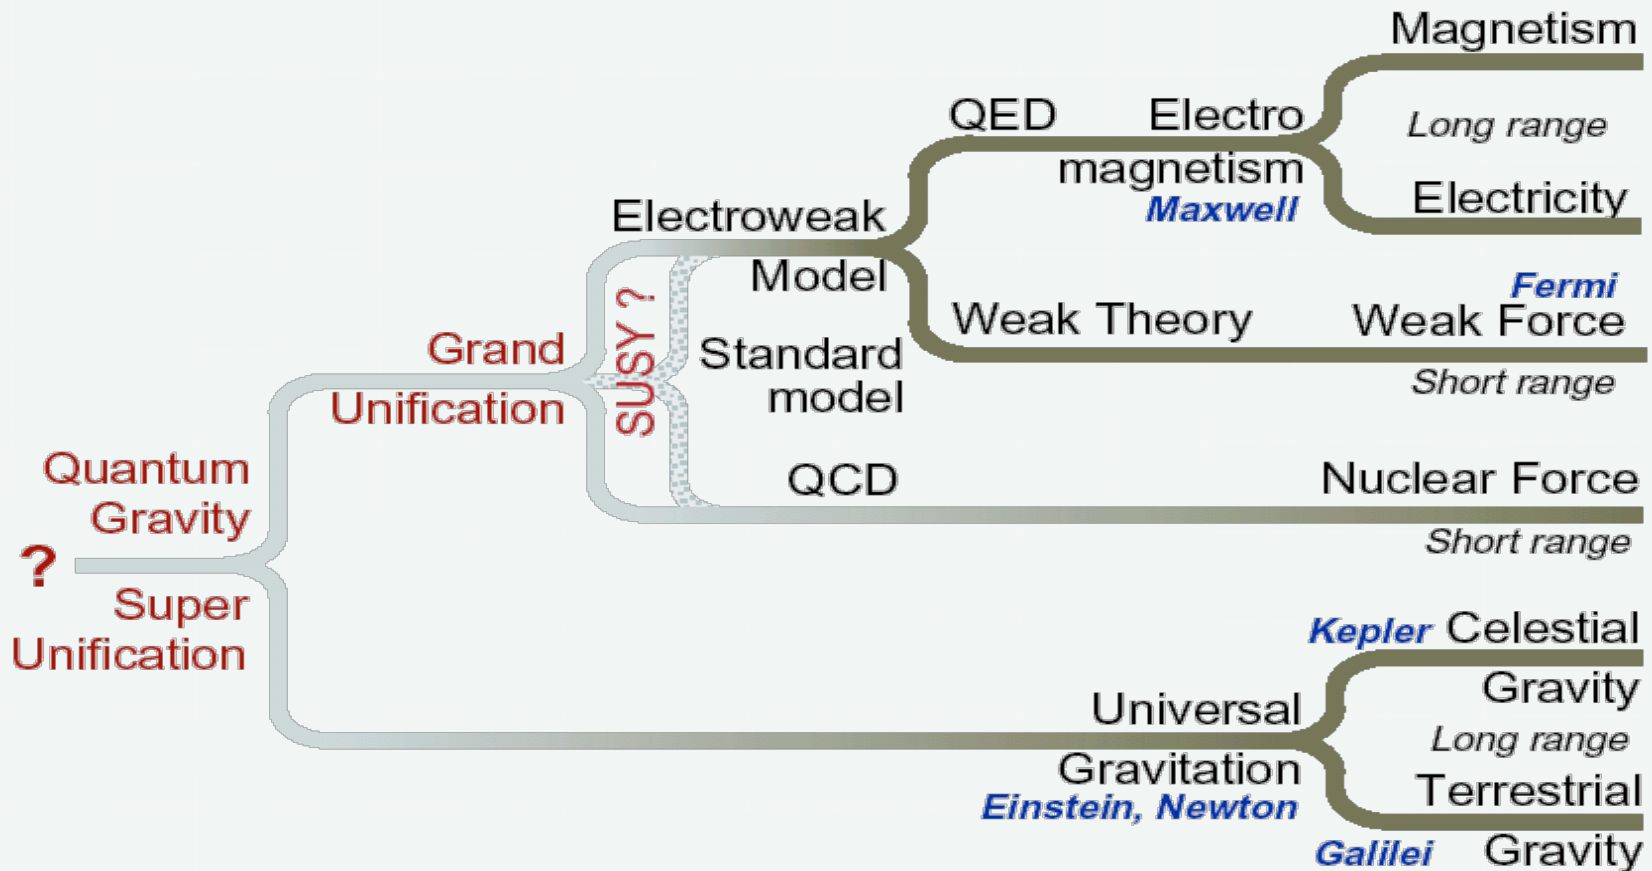 Magnetism
Long range
Electricity
QED
Electro
magnetism
Maxwell
Electroweak
Model
Fermi
Weak Theory
Weak Force
Short range
SUSY ?
Standard
model
Grand
Unification
QCD
Nuclear Force
Short range
Quantum
Gravity
?
Super
Unification
Kepler Celestial
Gravity
Long range
Universal
Gravitation
Einstein, Newton
Terrestrial
Galilei Gravity